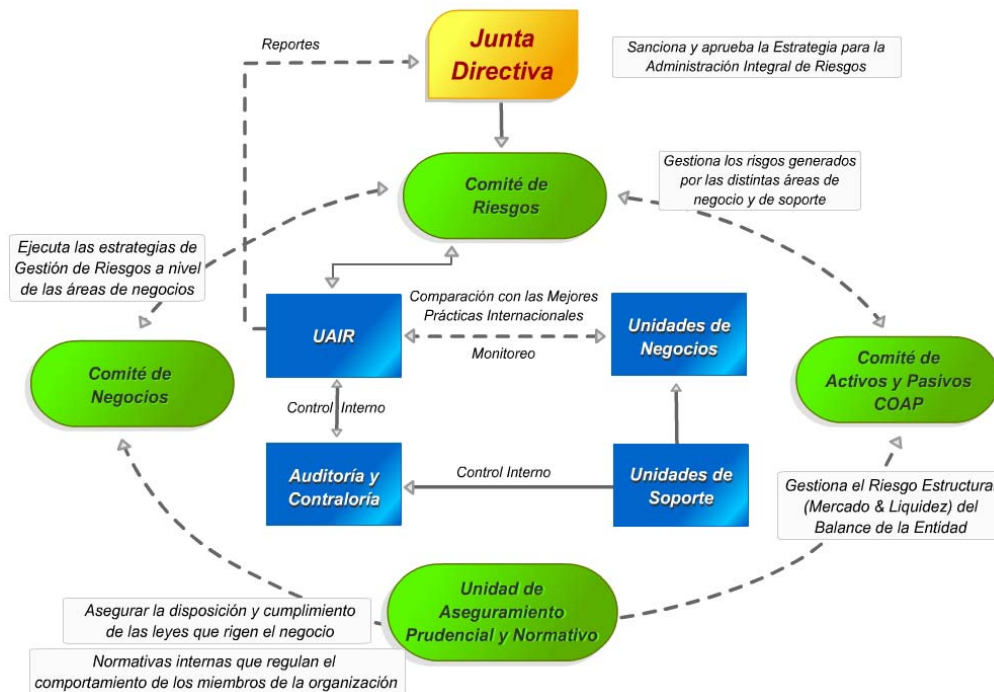 Reportes
Junta
Directiva
Sanciona y aprueba la Estrategia para la
Administración Integral de Riesgos
Comité de
Riesgos
Gestiona los risgos generados
por las distintas áreas de
negocio y de soporte
Ejecuta las estrategias de
Gestión de Riesgos a nivel
de las áreas de negocios
UAIR
Comparación con las Mejores
Prácticas Internacionales
Monitoreo
Unidades de
Negocios
Comité de
Negocios
Comité de
Activos y Pasivos
COAP
Control Interno
Auditoría y
Contraloría
Control Interno
Unidades de
Soporte
Gestiona el Riesgo Estructural
(Mercado & Liquidez) del
Balance de la Entidad
Unidad de
Aseguramiento
Prudencial y Normativo
Asegurar la disposición y cumplimiento
de las leyes que rigen el negocio
Normativas internas que regulan el
comportamiento de los miembros de la organización